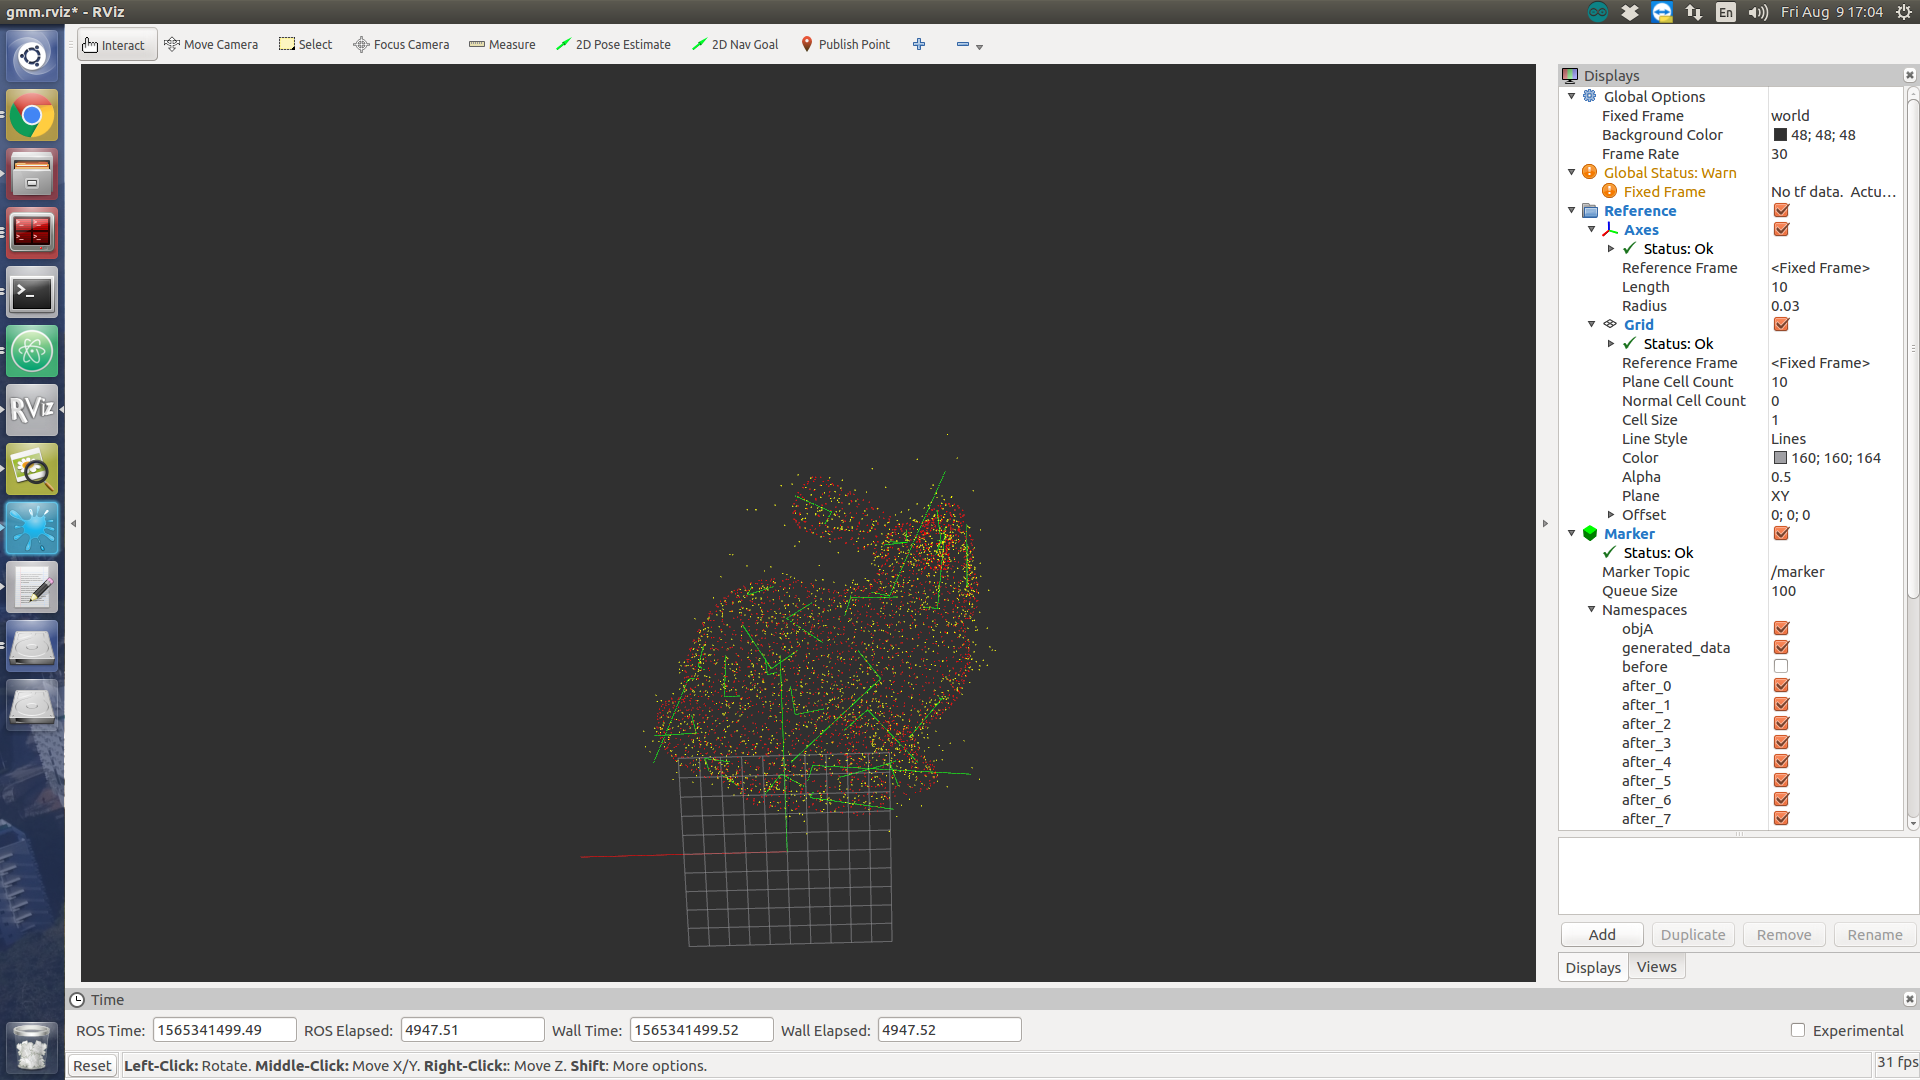 gmm.rviz* - RViz
En
Fri Aug 9 17:04
Interact
Move Camera
Select
Focus Camera
Measure
2D Pose Estimate
2D Nav Goal
Publish Point
RViz
Displays
Global Options
Fixed Frame world
Background Color 48; 48; 48
Frame Rate 30
Global Status: Warn
Fixed Frame No tf data. Actu...
Reference
Axes
Status: Ok
Reference Frame <Fixed Frame>
Length 10
Radius 0.03
Grid
Status: Ok
Reference Frame <Fixed Frame>
Plane Cell Count 10
Normal Cell Count 0
Cell Size 1
Line Style Lines
Color 160; 160; 164
Alpha 0.5
Plane XY
Offset 0; 0; 0
Marker
Status: Ok
Marker Topic /marker
Queue Size 100
Namespaces
objA
generated_data
before
after_0
after_1
after_2
after_3
after_4
after_5
after_6
after_7
Add Duplicate Remove Rename
Displays Views
Time
ROS Time: 1565341499.49 ROS Elapsed: 4947.51 Wall Time: 1565341499.52 Wall Elapsed: 4947.52 Experimental
Reset Left-Click: Rotate. Middle-Click: Move X/Y. Right-Click:: Move Z. Shift: More options. 31 fps